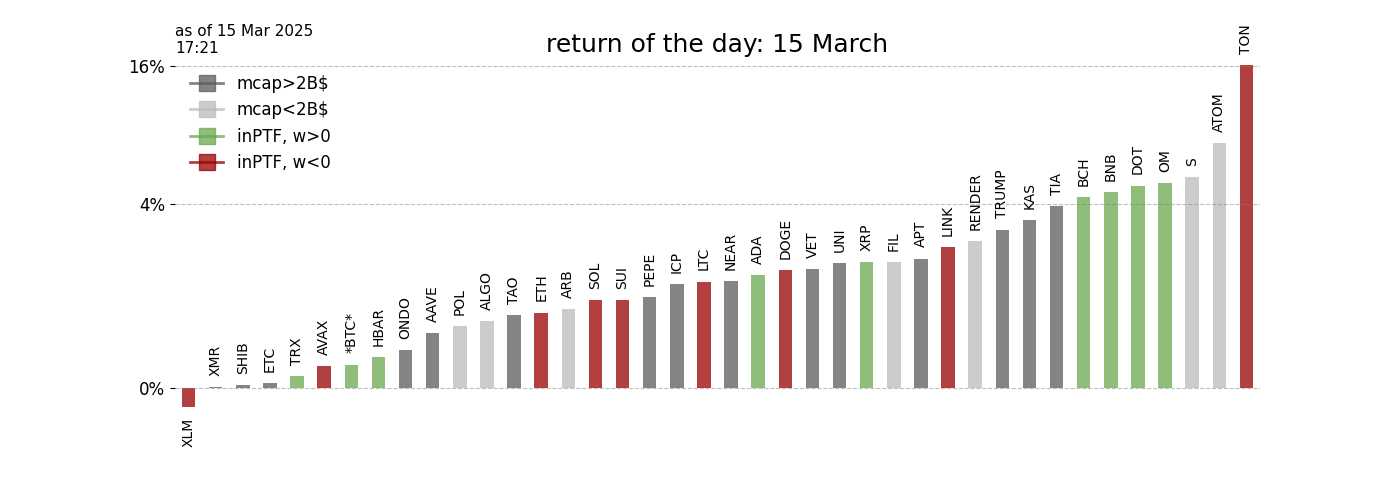 as of 15 Mar 2025
17:21
return of the day: 15 March
16%
4%
0%
mcap>2B$
mcap<2B$
inPTF, w>0
inPTF, w<0
XLM
XMR
SHIB
ETC
TRX
AVAX
*BTC*
HBAR
ONDO
AAVE
POL
ALGO
TAO
ETH
ARB
SOL
SUI
PEPE
ICP
LTC
NEAR
ADA
DOGE
VET
UNI
XRP
FIL
APT
LINK
RENDER
TRUMP
KAS
TIA
BCH
BNB
DOT
OM
S
ATOM
TON